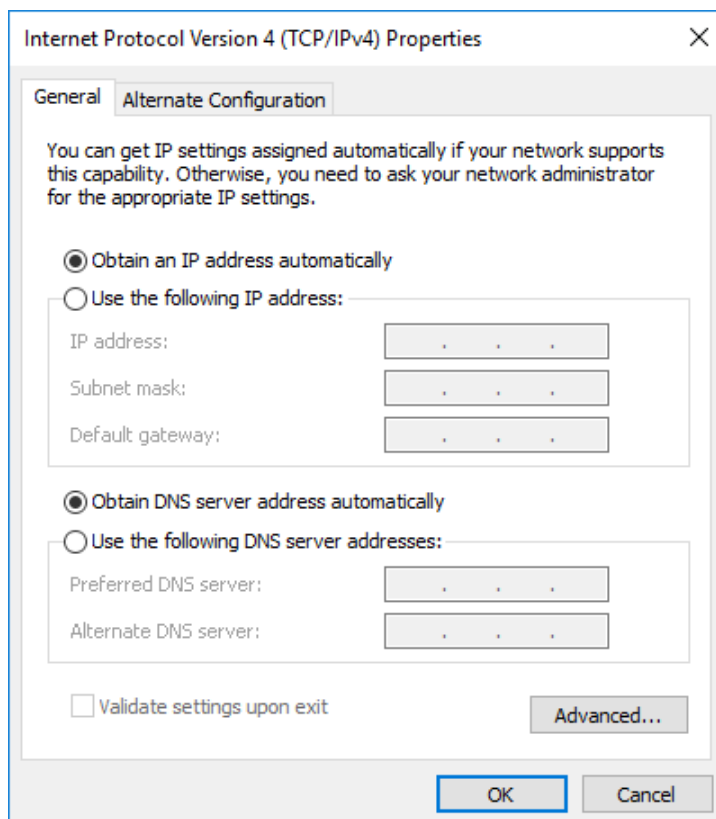 Internet Protocol Version 4 (TCP/IPv4) Properties
General
Alternate Configuration
You can get IP settings assigned automatically if your network supports
this capability. Otherwise, you need to ask your network administrator
for the appropriate IP settings.
Obtain an IP address automatically
Use the following IP address:
IP address:
Subnet mask:
Default gateway:
Obtain DNS server address automatically
Use the following DNS server addresses:
Preferred DNS server:
Alternate DNS server:
Validate settings upon exit
Advanced...
OK
Cancel